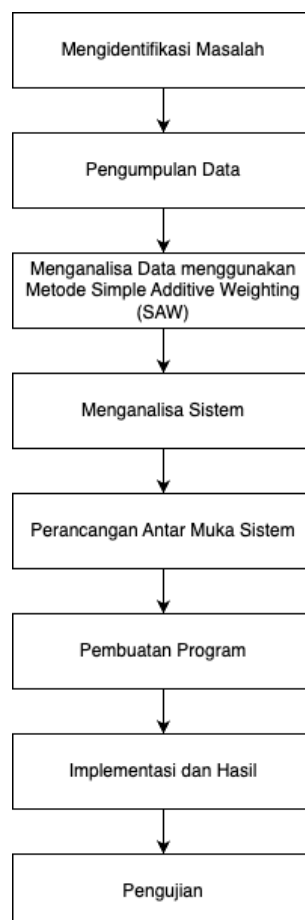 Mengidentifikasi Masalah
Pengumpulan Data
Menganalisa Data menggunakan
Metode Simple Additive Weighting
(SAW)
Menganalisa Sistem
Perancangan Antar Muka Sistem
Pembuatan Program
Implementasi dan Hasil
Pengujian